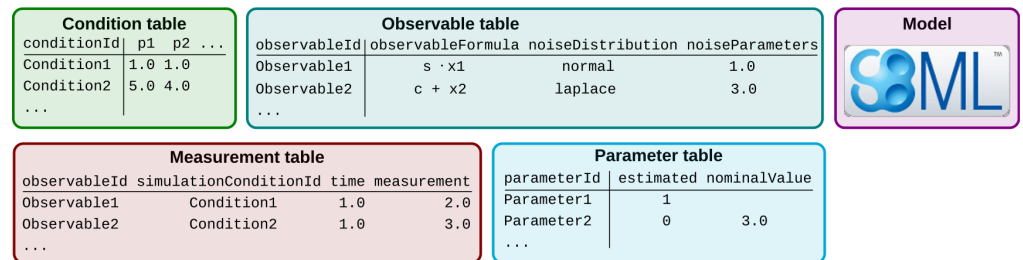 Condition table
conditionId p1 p2 ...
Condition1 1.0 1.0
Condition2 5.0 4.0
...
Observable table
observableId observableFormula noiseDistribution noiseParameters
Observable1 s ·x1 normal 1.0
Observable2 c + x2 laplace 3.0
...
Model
SBML ™
Measurement table
observableId simulationConditionId time measurement
Observable1 Condition1 1.0 2.0
Observable2 Condition1 1.0 3.0
...
Parameter table
parameterId estimated nominalValue
Parameter1 1
Parameter2 0 3.0
...